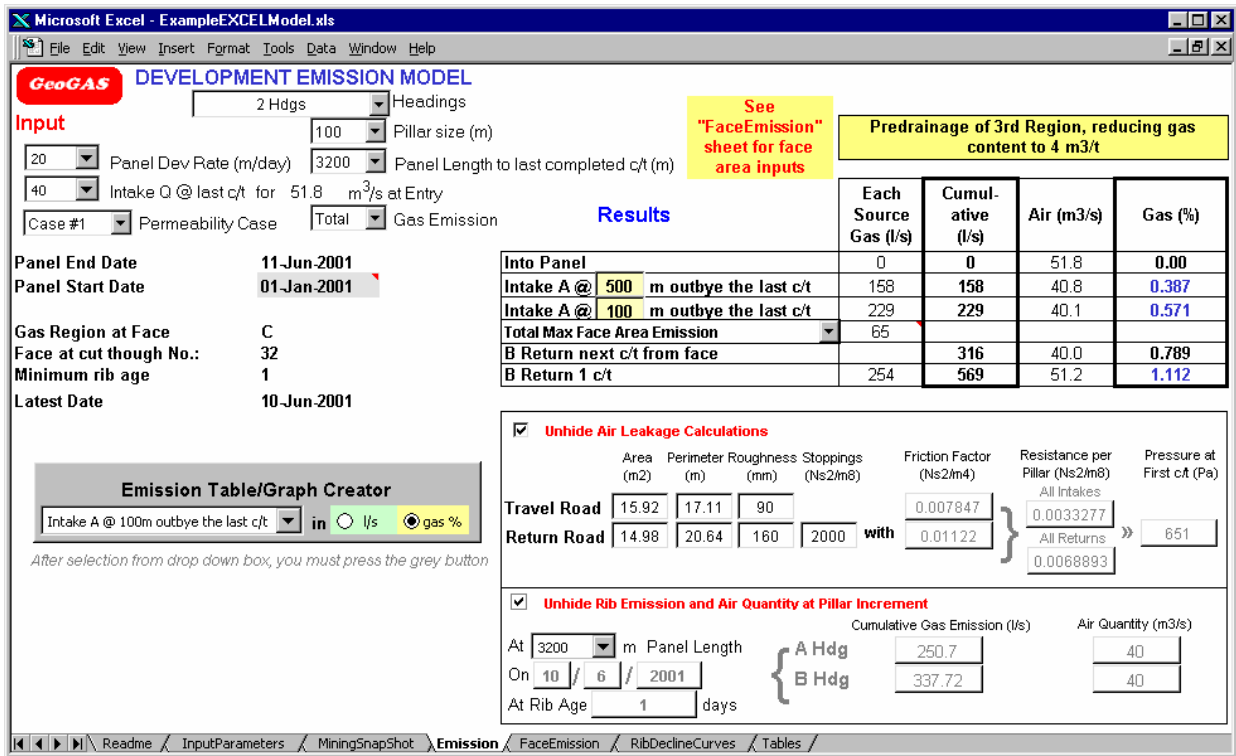 Microsoft Excel - ExampleEXCELModel.xls
File Edit View Insert Format Tools Data Window Help
GeoGAS
DEVELOPMENT EMISSION MODEL
2 Hdgs Headings
Input
100 Pillar size (m)
20 Panel Dev Rate (m/day) 3200 Panel Length to last completed c/t (m)
40 Intake Q @ last c/t for 51.8 m3/s at Entry
Case #1 Permeability Case Total Gas Emission
See
"FaceEmission"
sheet for face
area inputs
Predrainage of 3rd Region, reducing gas
content to 4 m3/t
Panel End Date 11-Jun-2001
Panel Start Date 01-Jan-2001
Gas Region at Face C
Face at cut though No.: 32
Minimum rib age 1
Latest Date 10-Jun-2001
Results
Each Source Gas (l/s) Cumul-ative (l/s) Air (m3/s) Gas (%)
Into Panel 0 0 51.8 0.00
Intake A @ 500 m outbye the last c/t 158 158 40.8 0.387
Intake A @ 100 m outbye the last c/t 229 229 40.1 0.571
Total Max Face Area Emission 65
B Return next c/t from face 316 40.0 0.789
B Return 1 c/t 254 569 51.2 1.112
Emission Table/Graph Creator
Intake A @ 100m outbye the last c/t in l/s gas %
After selection from drop down box, you must press the grey button
Unhide Air Leakage Calculations
Area (m2) Perimeter (m) Roughness (mm) Stoppings (Ns2/m8) Friction Factor (Ns2/m4) Resistance per Pillar (Ns2/m8) Pressure at First c/t (Pa)
All Intakes
Travel Road 15.92 17.11 90 0.007847 0.0033277
Return Road 14.98 20.64 160 2000 with 0.01122 All Returns » 651
0.0068893
Unhide Rib Emission and Air Quantity at Pillar Increment
Cumulative Gas Emission (l/s) Air Quantity (m3/s)
At 3200 m Panel Length A Hdg 250.7 40
On 10 / 6 / 2001 B Hdg 337.72 40
At Rib Age 1 days
Readme InputParameters MiningSnapShot Emission FaceEmission RibDeclineCurves Tables